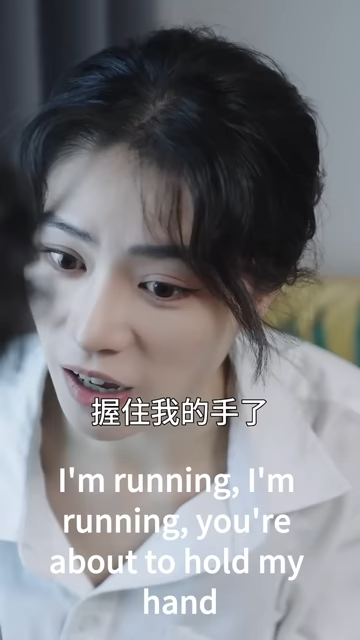 握住我的手了
I'm running, I'm
running, you're
about to hold my
hand